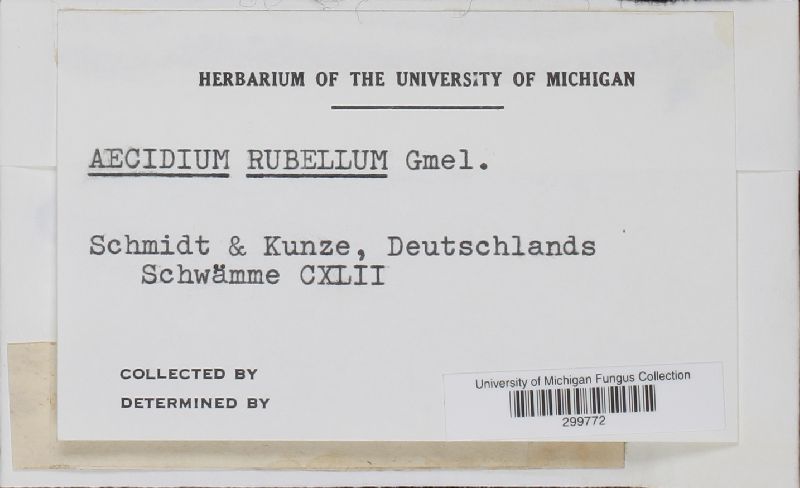 HERBARIUM OF THE UNIVERSITY OF MICHIGAN
AECIDIUM RUBELLUM Gmel.
Schmidt & Kunze, Deutschlands
Schwämme CXLII
COLLECTED BY
DETERMINED BY
University of Michigan Fungus Collection
299772